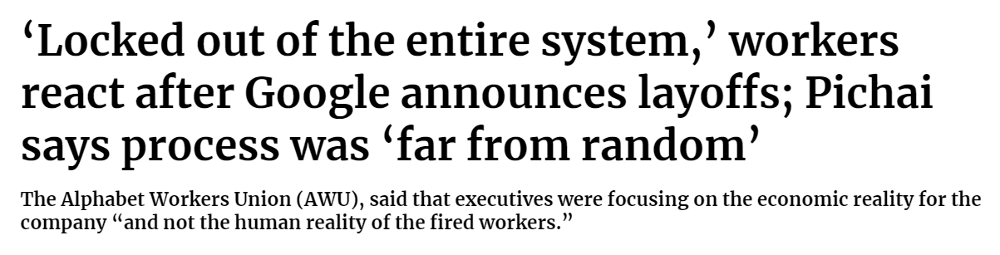 ‘Locked out of the entire system,’ workers
react after Google announces layoffs; Pichai
says process was ‘far from random’
The Alphabet Workers Union (AWU), said that executives were focusing on the economic reality for the
company “and not the human reality of the fired workers.”